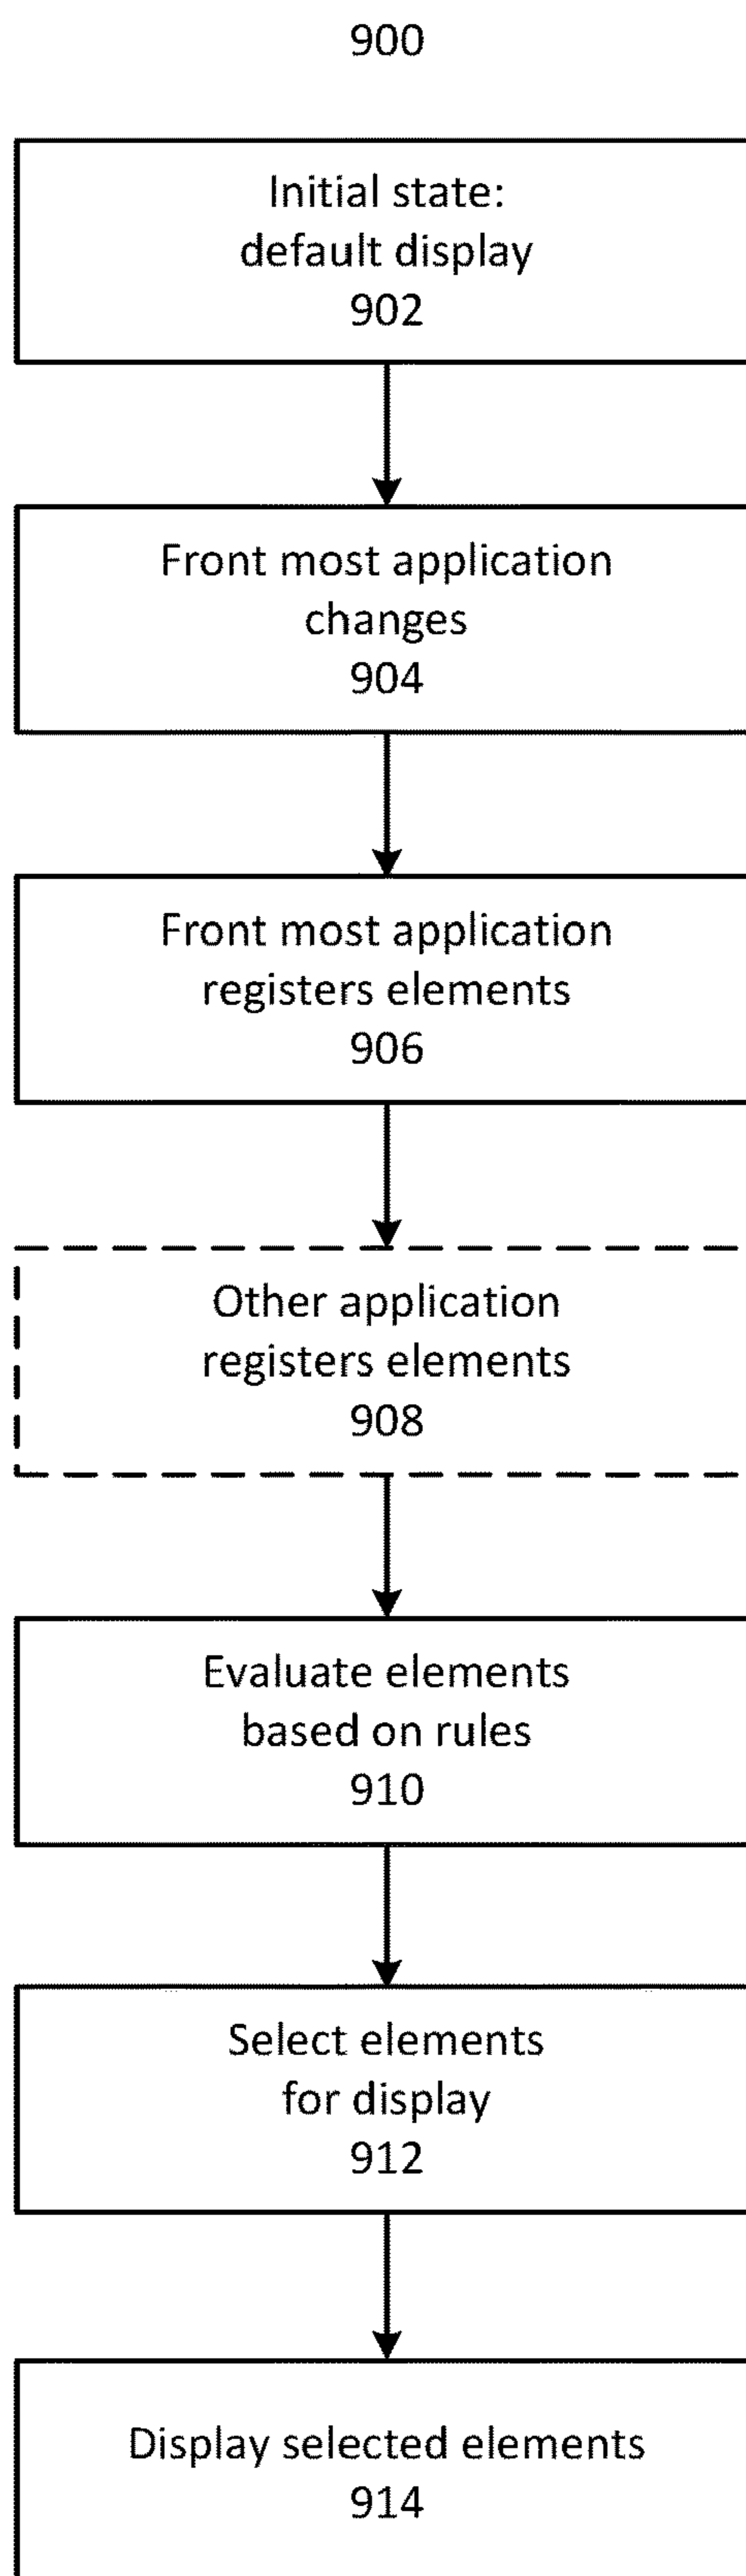 900
Initial state:
default display
902
Front most application
changes
904
Front most application
registers elements
906
Other application
registers elements
908
Evaluate elements
based on rules
910
Select elements
for display
912
Display selected elements
914